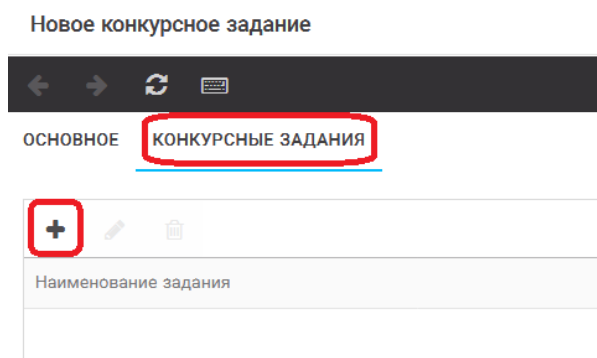 Новое конкурсное задание
ОСНОВНОЕ КОНКУРСНЫЕ ЗАДАНИЯ
Наименование задания